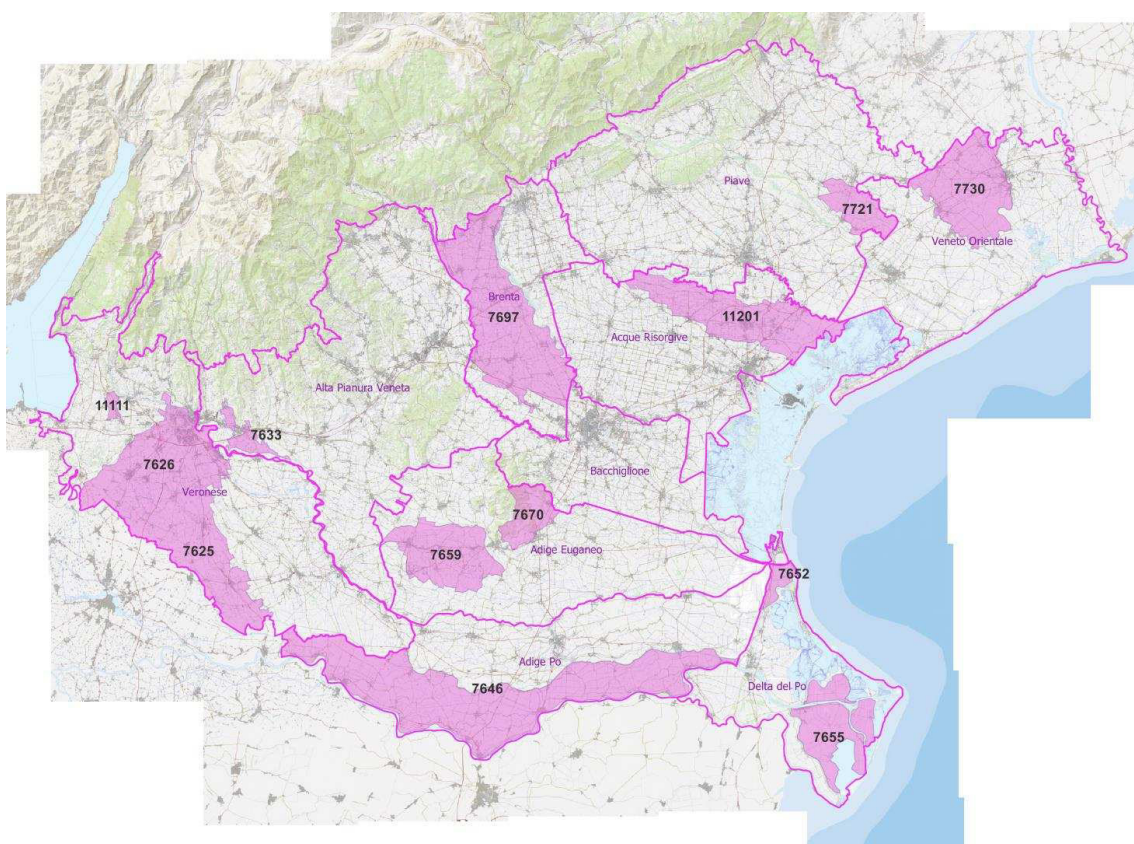 Piave
7730
7721
Veneto Orientale
Brenta
7697
11201
Acque Risorgive
Alta Pianura Veneta
11111
7633
7626
Veronese
Bacchiglione
7670
7625
7659
Adige Euganeo
7652
Adige Po
7646
Delta del Po
7655